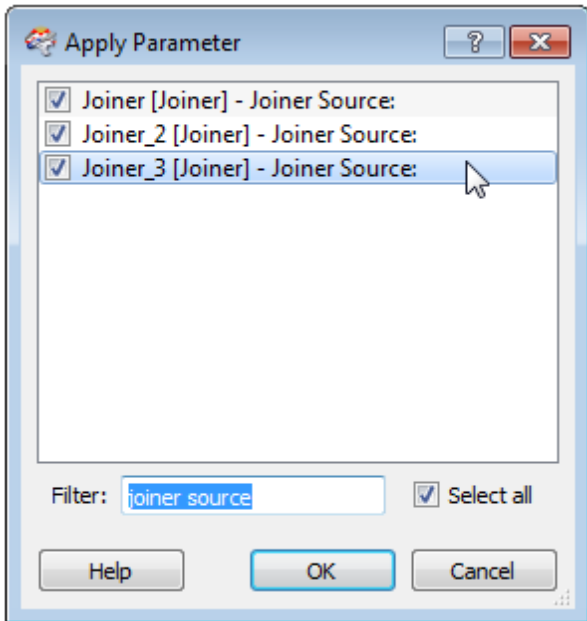 Apply Parameter
Joiner [Joiner] - Joiner Source:
Joiner_2 [Joiner] - Joiner Source:
Joiner_3 [Joiner] - Joiner Source:
Filter: joiner source Select all
Help OK Cancel